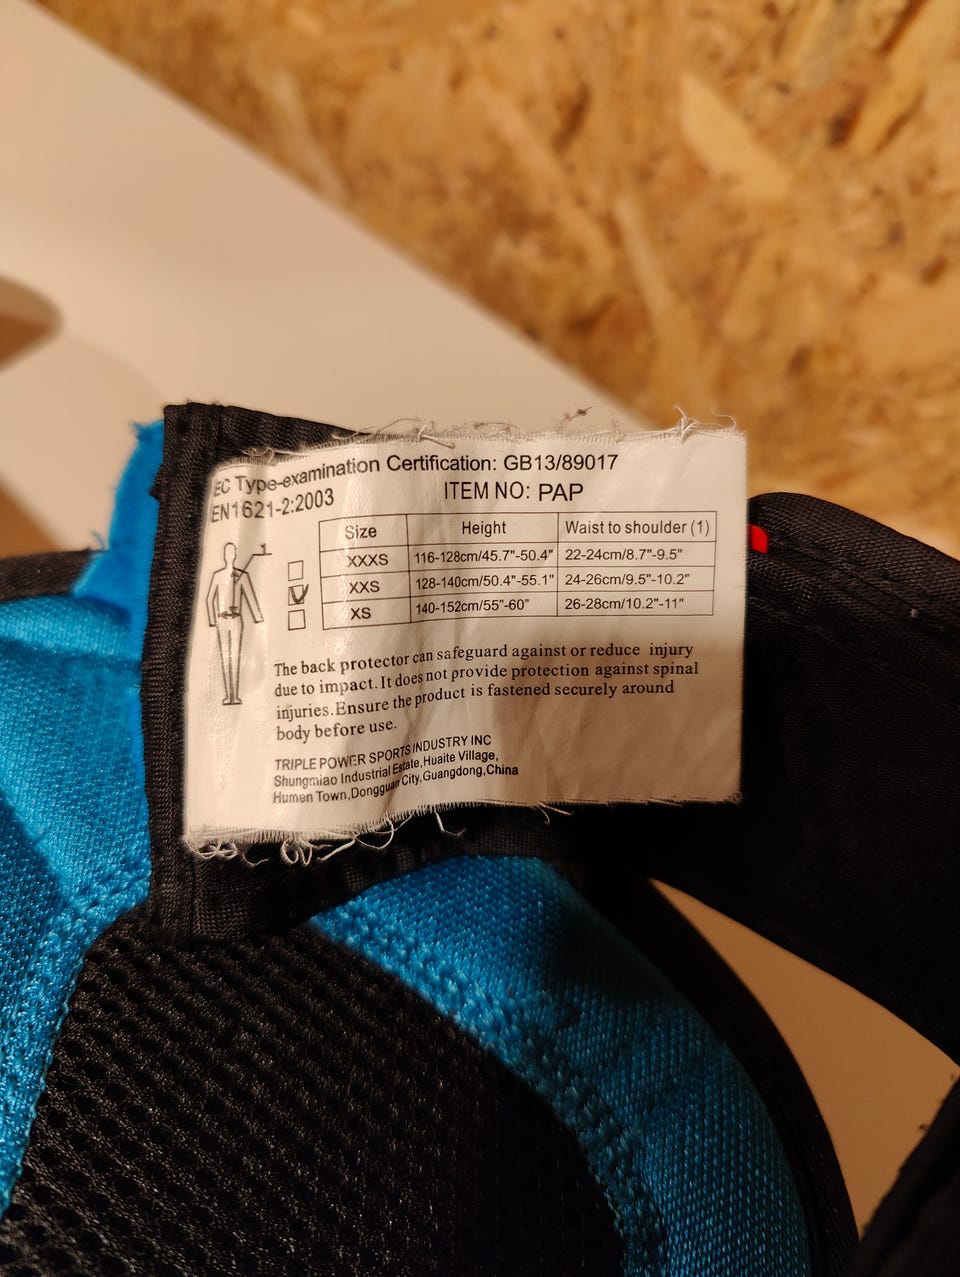 EC Type-examination Certification: GB13/89017
EN1621-2:2003 ITEM NO: PAP
Size Height Waist to shoulder (1)
XXXS 116-128cm/45.7"-50.4" 22-24cm/8.7"-9.5"
XXS 128-140cm/50.4"-55.1" 24-26cm/9.5"-10.2"
XS 140-152cm/55"-60" 26-28cm/10.2"-11"
1
The back protector can safeguard against or reduce injury
due to impact.It does not provide protection against spinal
injuries.Ensure the product is fastened securely around
body before use.
TRIPLE POWER SPORTS INDUSTRY INC
Shungmiao Industrial Estate,Huaite Village,
Humen Town,Dongguan City,Guangdong,China